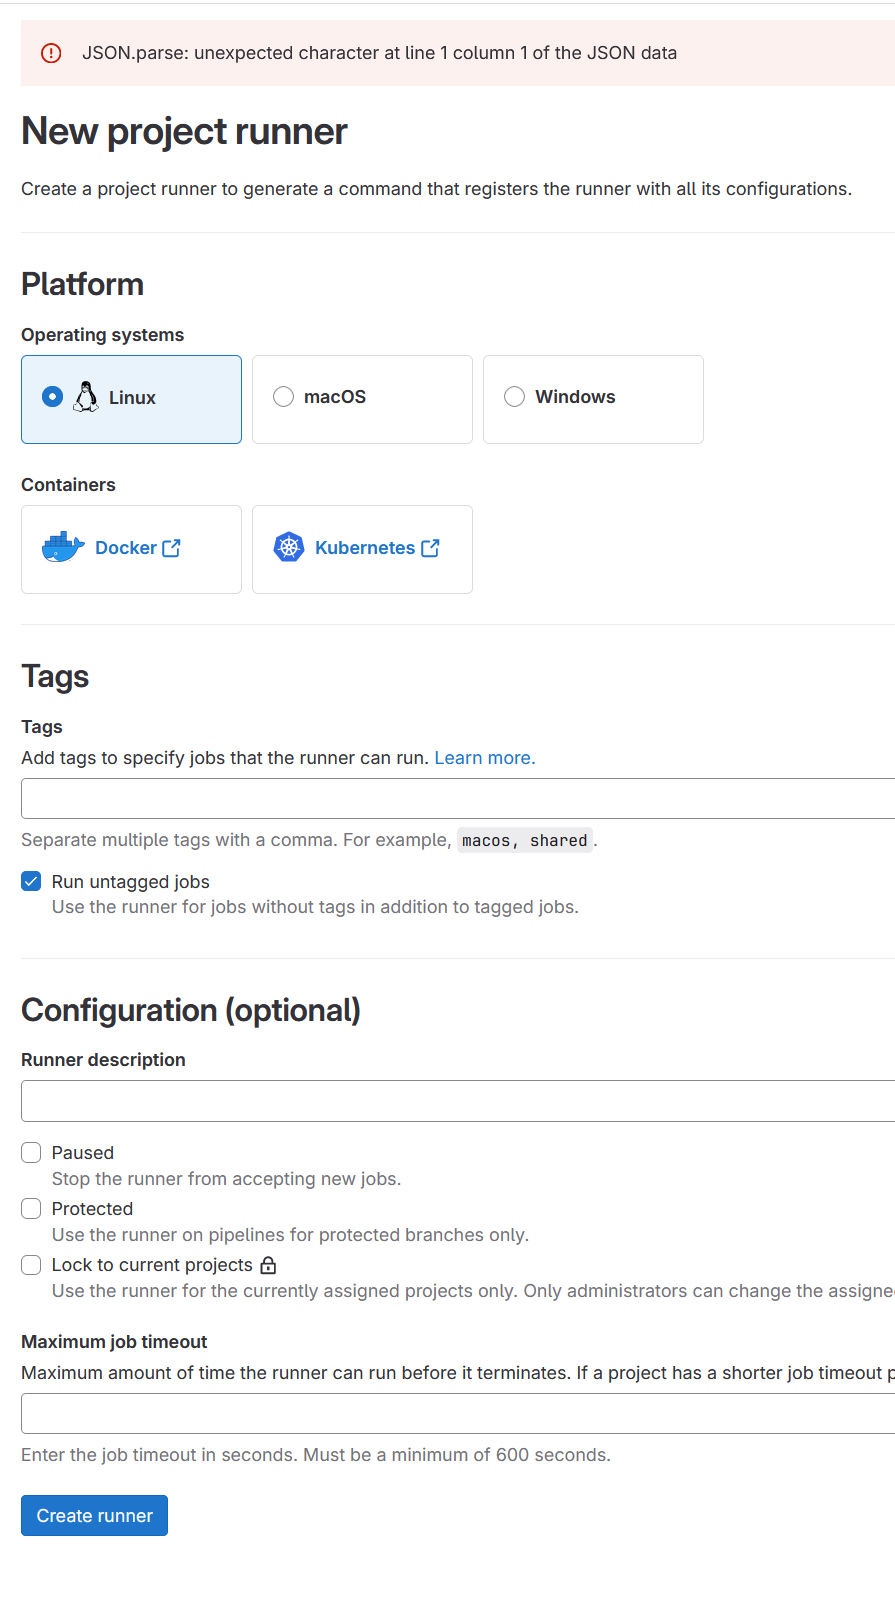 JSON.parse: unexpected character at line 1 column 1 of the JSON data
New project runner
Create a project runner to generate a command that registers the runner with all its configurations.
Platform
Operating systems
Linux
macOS
Windows
Containers
Docker
Kubernetes
Tags
Tags
Add tags to specify jobs that the runner can run. Learn more.
Separate multiple tags with a comma. For example, macos, shared.
Run untagged jobs
Use the runner for jobs without tags in addition to tagged jobs.
Configuration (optional)
Runner description
Paused
Stop the runner from accepting new jobs.
Protected
Use the runner on pipelines for protected branches only.
Lock to current projects
Use the runner for the currently assigned projects only. Only administrators can change the assigne
Maximum job timeout
Maximum amount of time the runner can run before it terminates. If a project has a shorter job timeout p
Enter the job timeout in seconds. Must be a minimum of 600 seconds.
Create runner